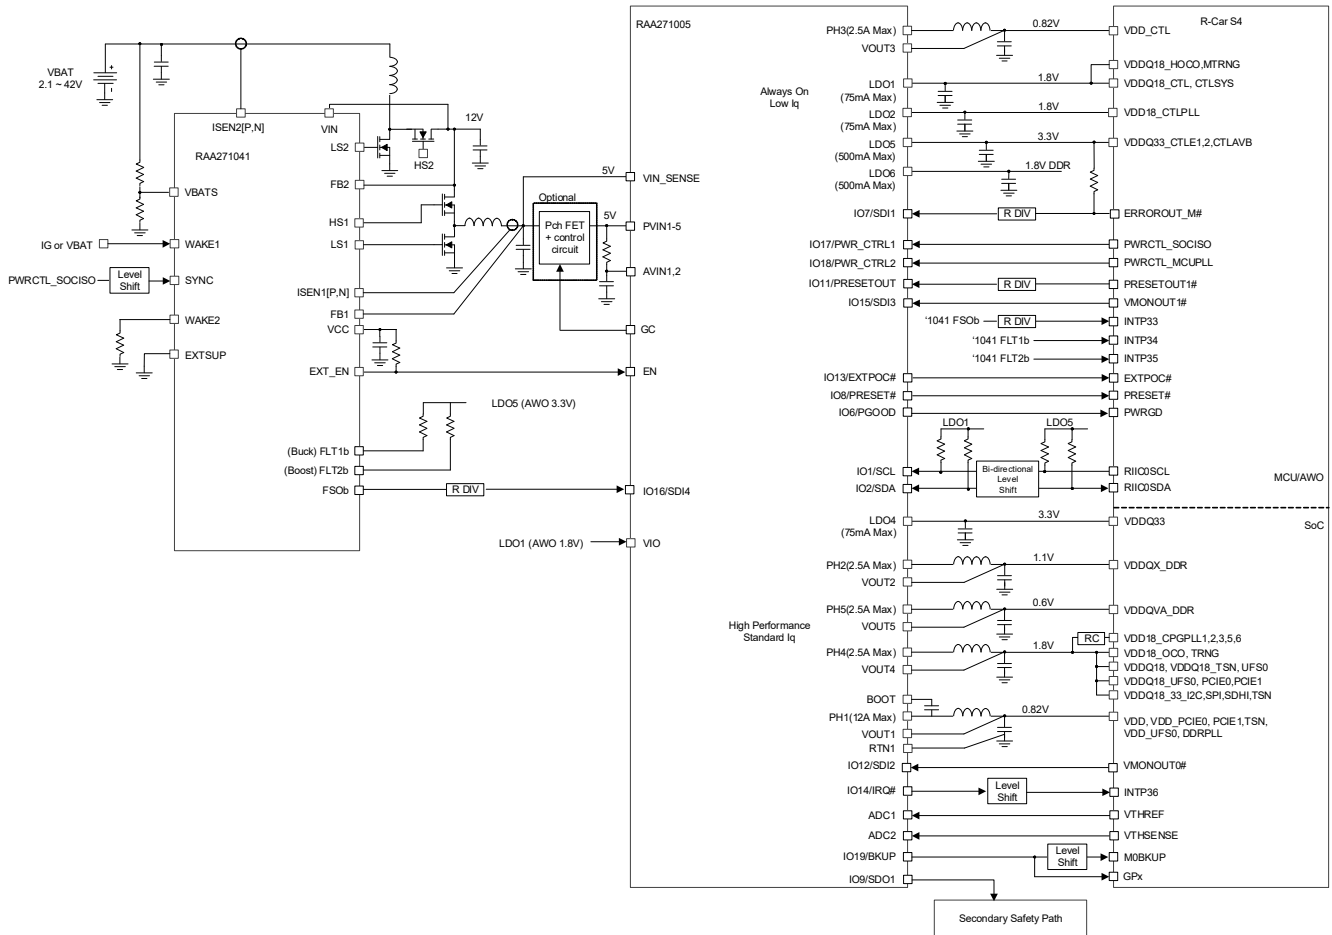 RAA271005
R-Car S4
VBAT
2.1 ~ 42V
+
-
ISEN2[P,N]
VIN
RAA271041
LS2
HS2
12V
VBATS
FB2
HS1
LS1
IG or VBAT
WAKE1
PWRCTL_SOCISO
Level
Shift
SYNC
ISEN1[P,N]
FB1
VCC
WAKE2
EXTSUP
EXT_EN
LDO5 (AWO 3.3V)
(Buck) FLT1b
(Boost) FLT2b
FSOb
R DIV
LDO1 (AWO 1.8V)
5V
Optional
Pch FET
+ control
circuit
5V
VIN_SENSE
PVIN1-5
AVIN1,2
GC
EN
IO16/SDI4
VIO
Always On
Low Iq
High Performance
Standard Iq
PH3(2.5A Max)
0.82V
VDD_CTL
VOUT3
VDDQ18_HOCO,MTRNG
LDO1
(75mA Max)
1.8V
VDDQ18_CTL, CTLSYS
LDO2
(75mA Max)
1.8V
VDD18_CTLPLL
LDO5
(500mA Max)
3.3V
VDDQ33_CTLE1,2,CTLAVB
LDO6
(500mA Max)
1.8V DDR
IO7/SDI1
R DIV
ERROROUT_M#
IO17/PWR_CTRL1
PWRCTL_SOCISO
IO18/PWR_CTRL2
PWRCTL_MCUPLL
IO11/PRESETOUT
R DIV
PRESETOUT1#
IO15/SDI3
VMONOUT1#
'1041 FSOb
R DIV
INTP33
'1041 FLT1b
INTP34
'1041 FLT2b
INTP35
IO13/EXTPOC#
EXTPOC#
IO8/PRESET#
PRESET#
IO6/PGOOD
PWRGD
LDO1
LDO5
IO1/SCL
Bi-directional
Level
Shift
RIIC0SCL
IO2/SDA
RIIC0SDA
MCU/AWO
SoC
LDO4
(75mA Max)
3.3V
VDDQ33
PH2(2.5A Max)
1.1V
VDDQX_DDR
VOUT2
PH5(2.5A Max)
0.6V
VDDQVA_DDR
VOUT5
RC
VDD18_CPGPLL1,2,3,5,6
PH4(2.5A Max)
1.8V
VDD18_OCO, TRNG
VOUT4
VDDQ18, VDDQ18_TSN, UFS0
VDDQ18_UFS0, PCIE0,PCIE1
VDDQ18_33_I2C,SPI,SDHI,TSN
BOOT
PH1(12A Max)
0.82V
VDD, VDD_PCIE0, PCIE1,TSN,
VDD_UFS0, DDRPLL
VOUT1
RTN1
IO12/SDI2
VMONOUT0#
IO14/IRQ#
Level
Shift
INTP36
ADC1
VTHREF
ADC2
VTHSENSE
IO19/BKUP
Level
Shift
M0BKUP
GPx
IO9/SDO1
Secondary Safety Path